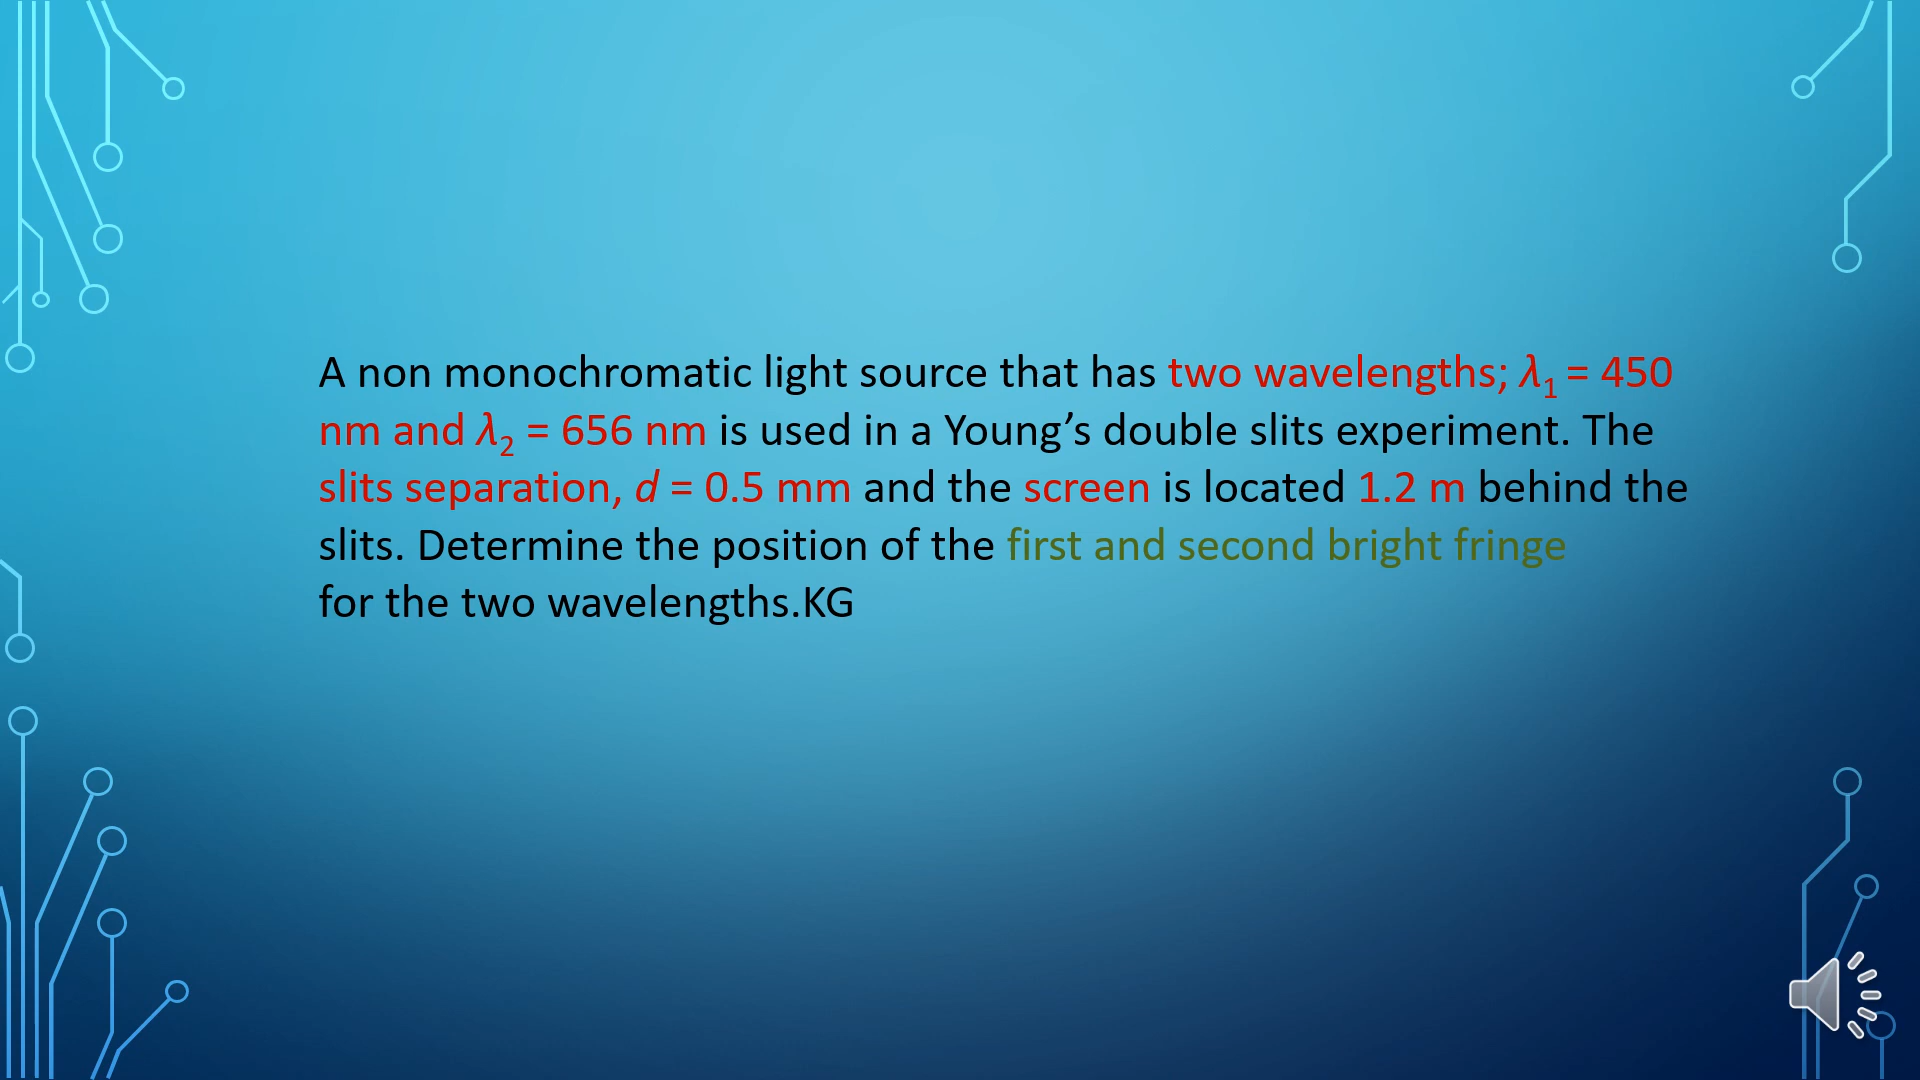 A non monochromatic light source that has two wavelengths; λ₁ = 450
nm and λ₂ = 656 nm is used in a Young’s double slits experiment. The
slits separation, d = 0.5 mm and the screen is located 1.2 m behind the
slits. Determine the position of the first and second bright fringe
for the two wavelengths.KG